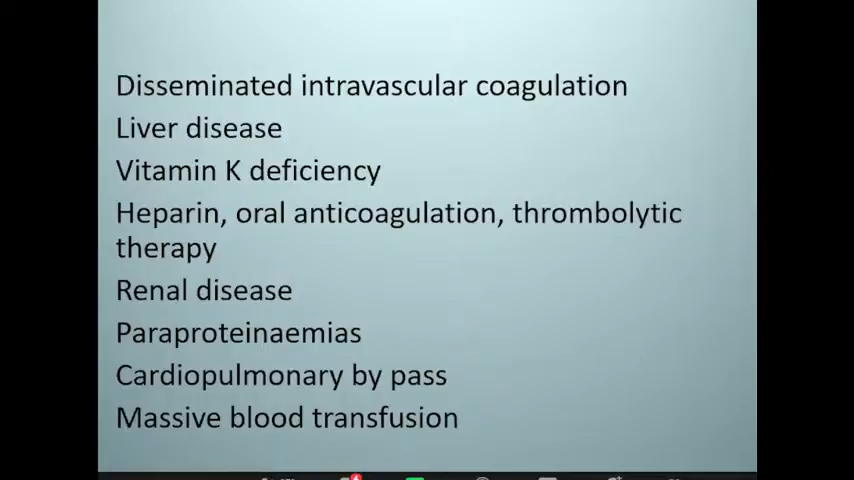 Disseminated intravascular coagulation
Liver disease
Vitamin K deficiency
Heparin, oral anticoagulation, thrombolytic
therapy
Renal disease
Paraproteinaemias
Cardiopulmonary by pass
Massive blood transfusion